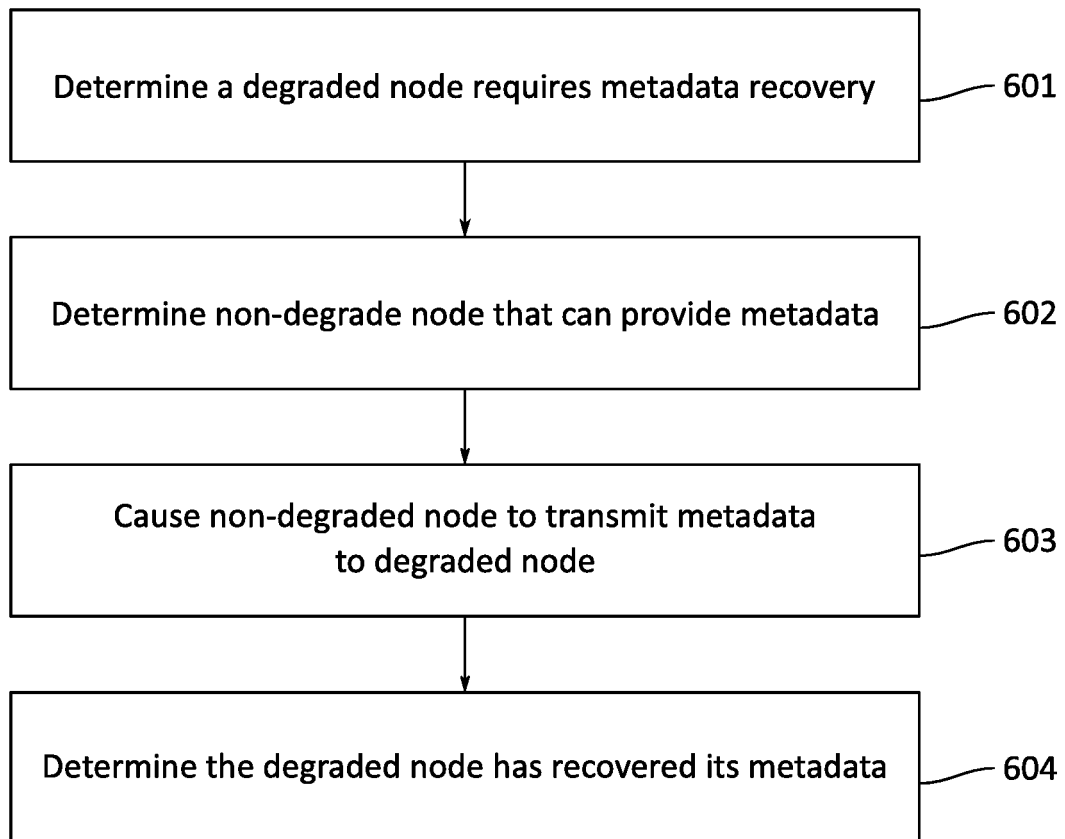 Determine a degraded node requires metadata recovery
601
Determine non-degrade node that can provide metadata
602
Cause non-degraded node to transmit metadata
to degraded node
603
Determine the degraded node has recovered its metadata
604